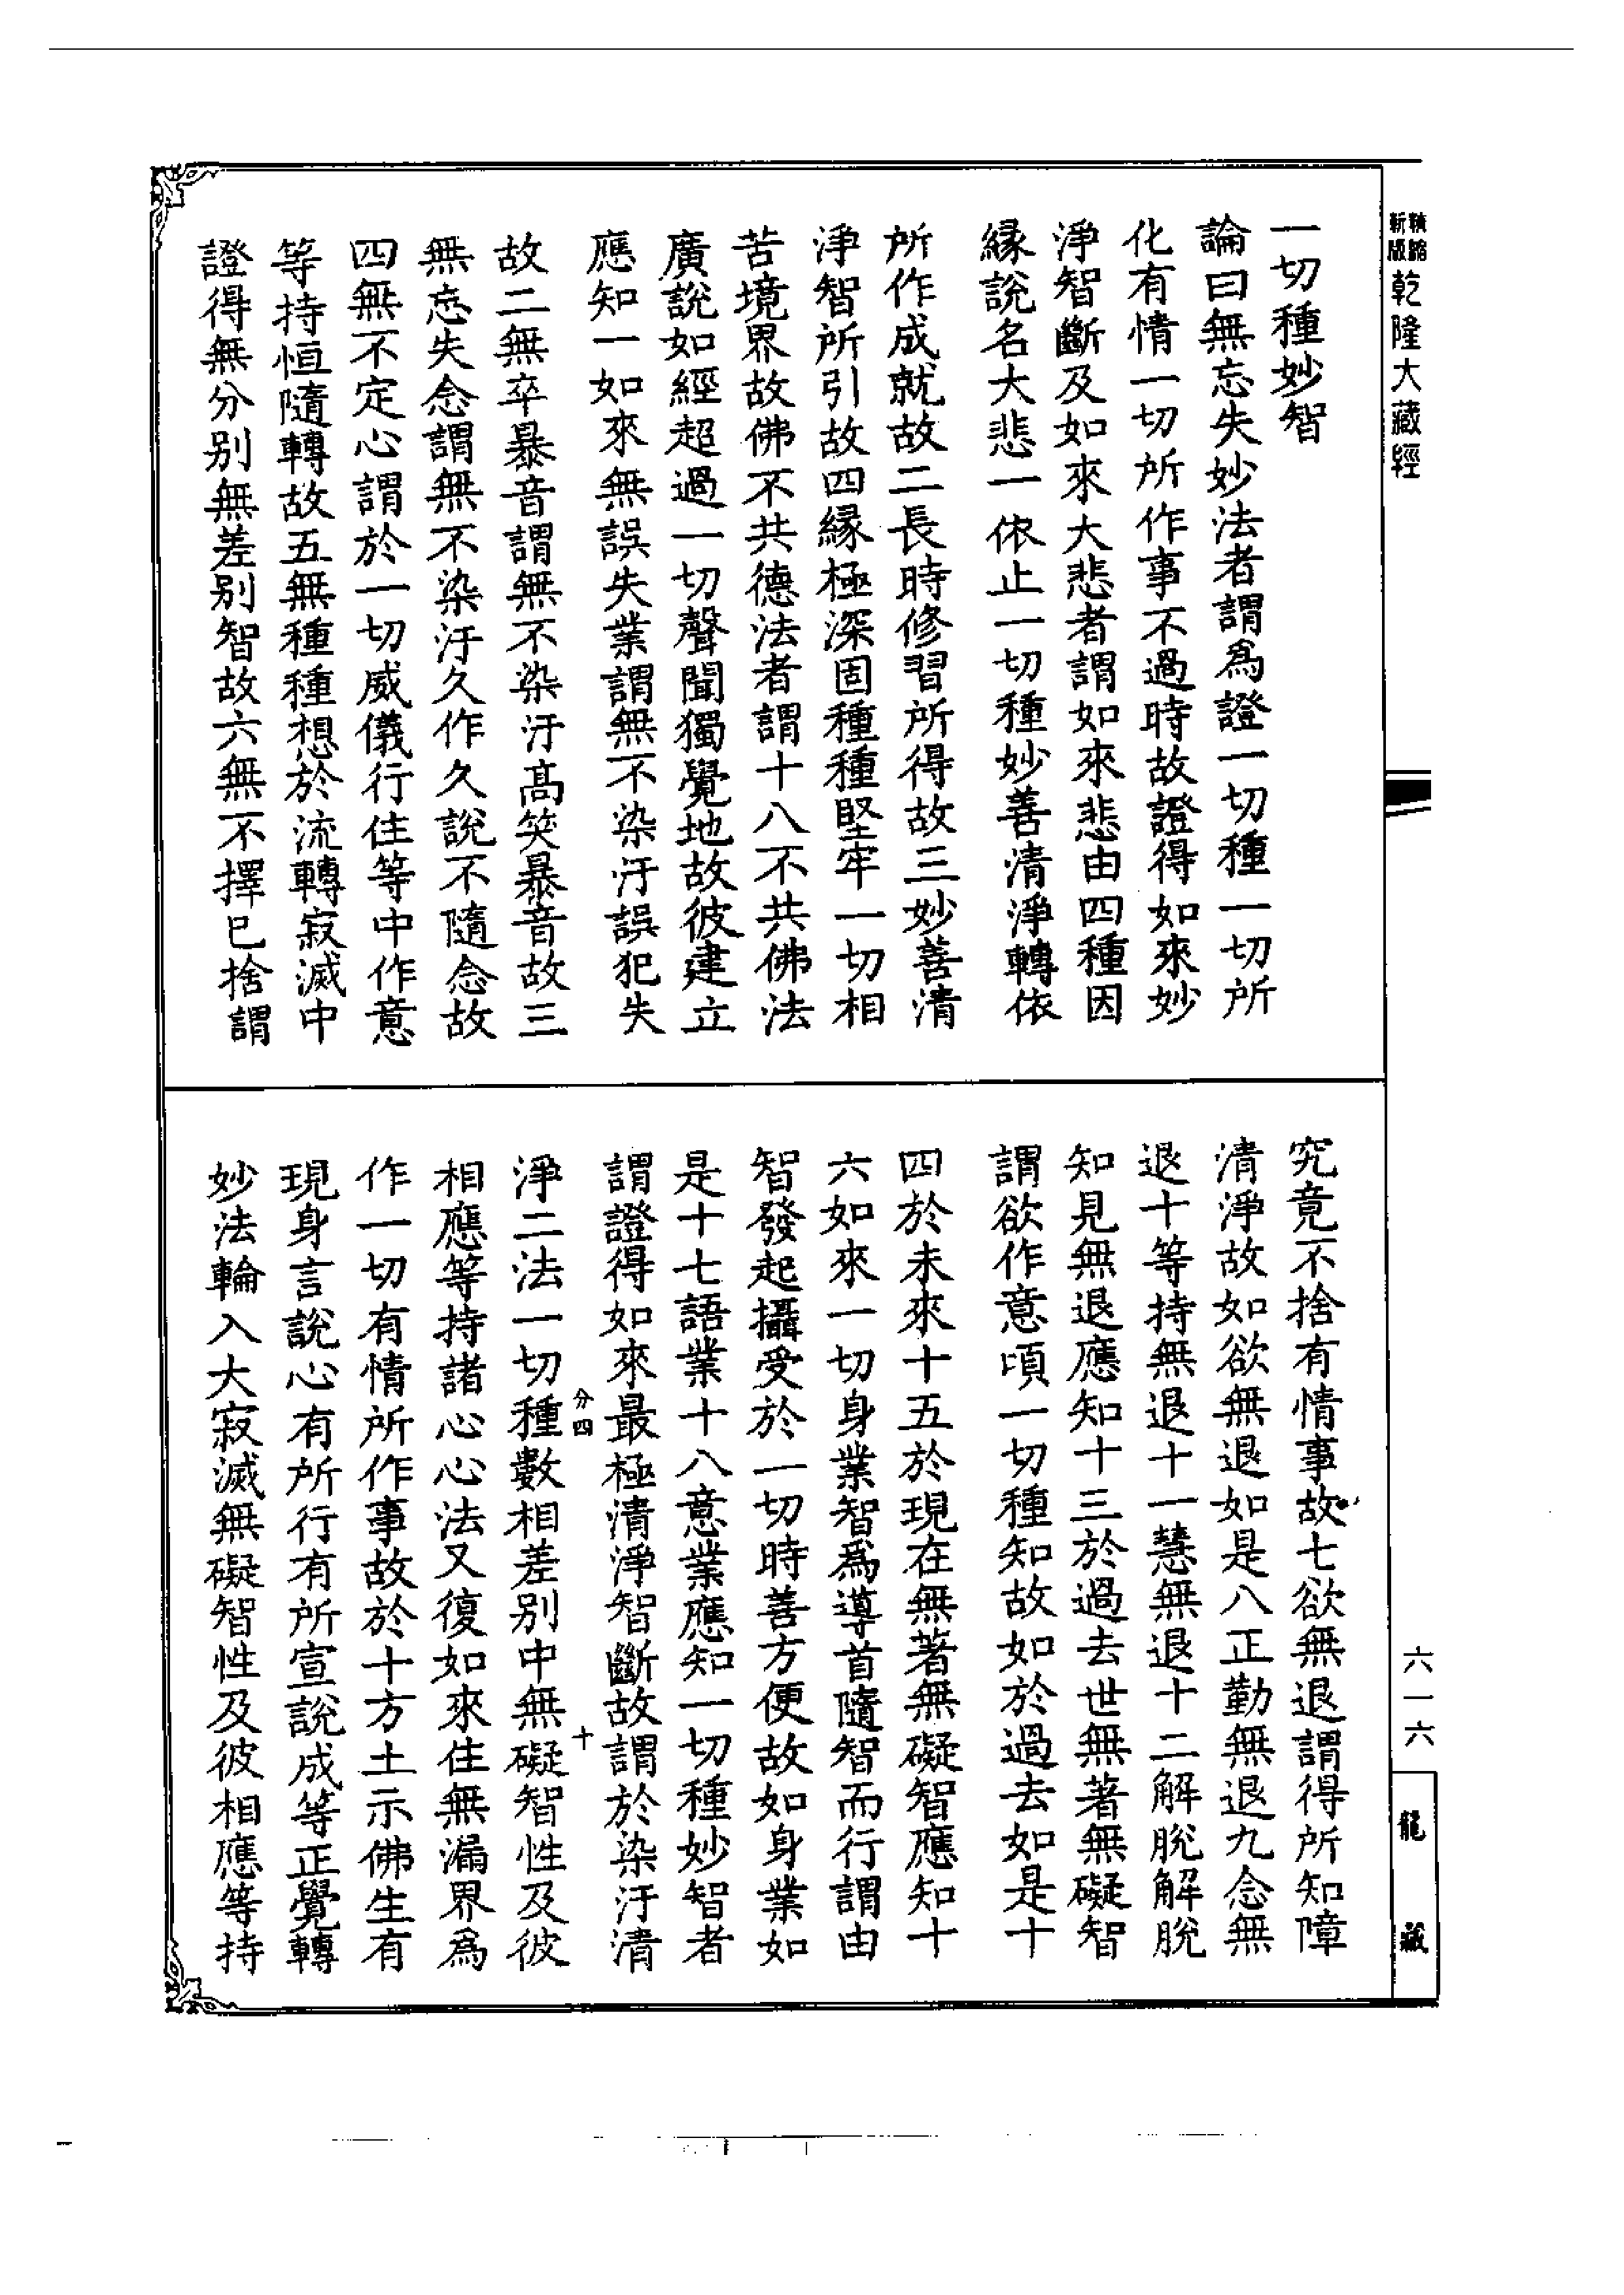 精縮新版乾隆大藏經
一切種妙智
論曰無忘失妙法者謂爲證一切種一切所
化有情一切所作事不過時故證得如來妙
淨智斷及如來大悲者謂如來悲由四種因
緣說名大悲一依止一切種妙善清淨轉依
所作成就故二長時修習所得故三妙善清
淨智所引故四緣極深固種種堅牢一切相
苦境界故佛不共德法者謂十八不共佛法
廣說如經超過一切聲聞獨覺地故彼建立
應知一如來無誤失業謂無不染汙誤犯失
故二無卒暴音謂無不染汙高笑暴音故三
無忘失念謂無不染汙久作久說不隨念故
四無不定心謂於一切威儀行住等中作意
等持恒隨轉故五無種種想於流轉寂滅中
證得無分別無差別智故六無不擇已捨謂
究竟不捨有情事故七欲無退謂得所知障
清淨故如欲無退如是八正勤無退九念無
退十等持無退十一慧無退十二解脫解脫
知見無退應知十三於過去世無著無礙智
謂欲作意頃一切種知故如於過去如是十
四於未來十五於現在無著無礙智應知十
六如來一切身業智爲導首隨智而行謂由
智發起攝受於一切時善方便故如身業如
是十七語業十八意業應知一切種妙智者
謂證得如來最極清淨智斷故謂於染汙清
分四 十
淨二法一切種數相差別中無礙智性及彼
相應等持諸心心法又復如來住無漏界爲
作一切有情所作事故於十方土示佛生有
現身言說心有所行有所宣說成等正覺轉
妙法輪入大寂滅無礙智性及彼相應等持
六一六
龍藏